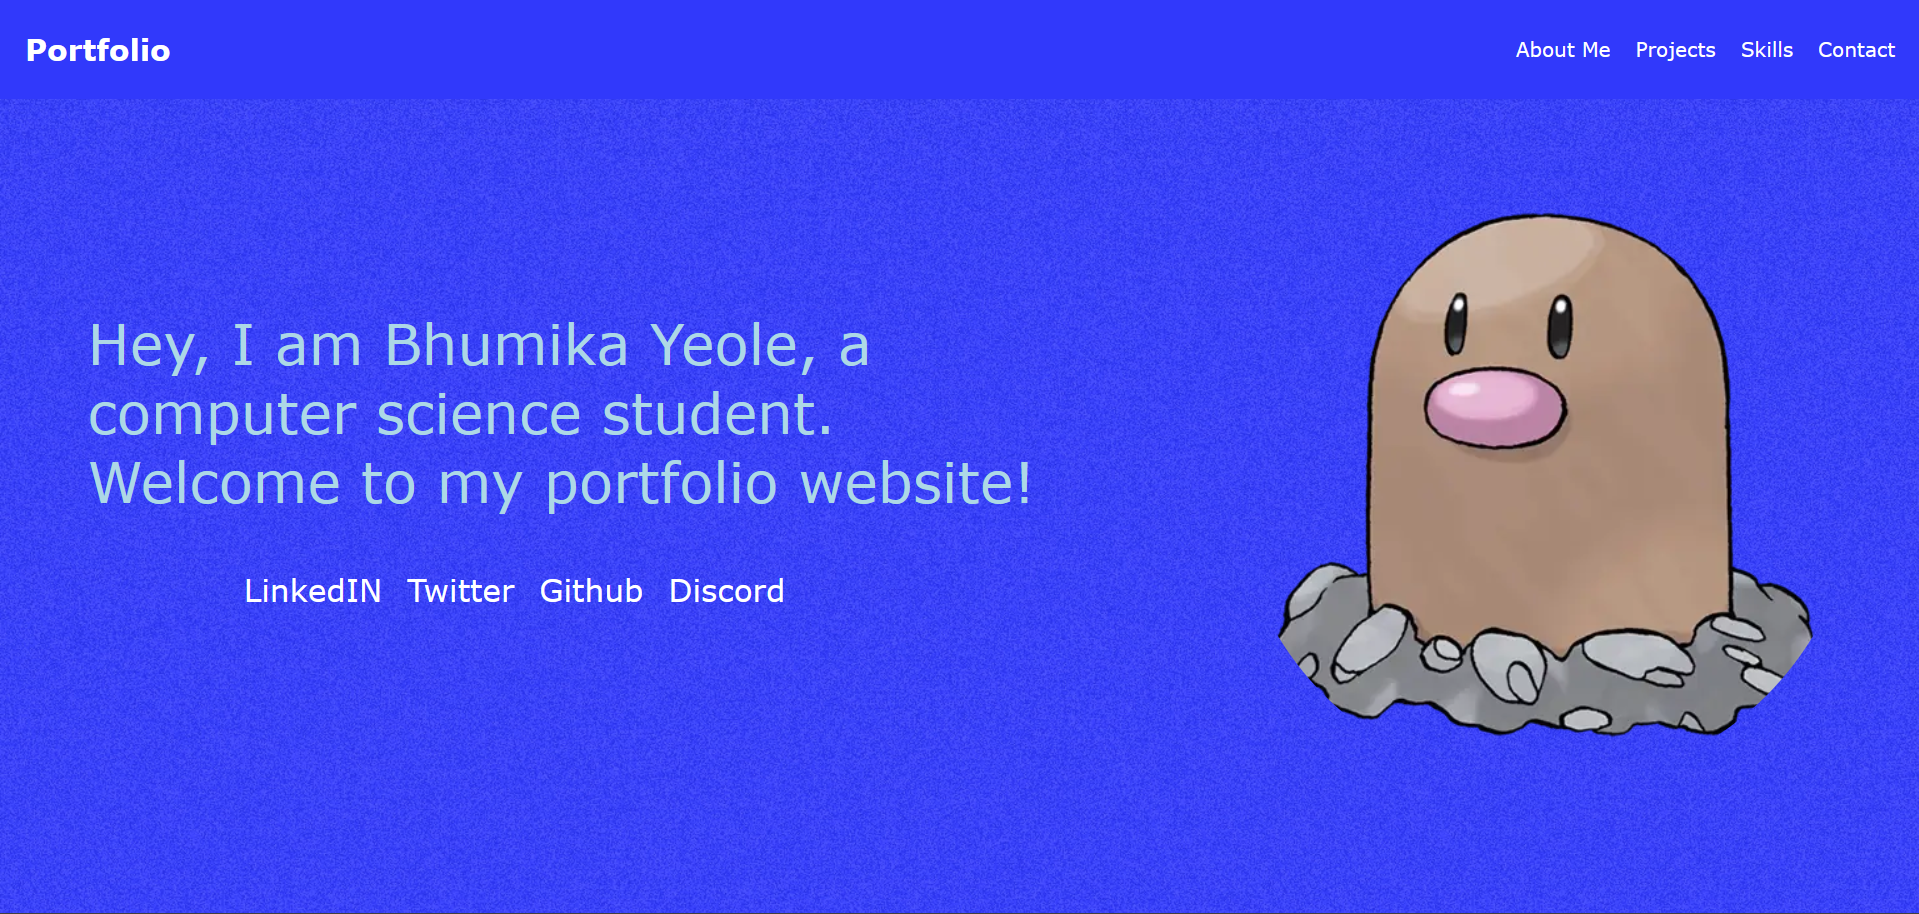 Portfolio
About Me Projects Skills Contact
Hey, I am Bhumika Yeole, a
computer science student.
Welcome to my portfolio website!
LinkedIN Twitter Github Discord